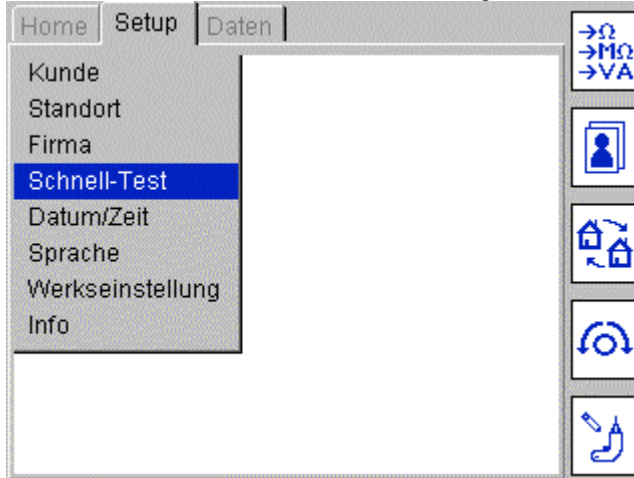 Home Setup Daten
Kunde
Standort
Firma
Schnell-Test
Datum/Zeit
Sprache
Werkseinstellung
Info
→Ω
→MΩ
→VA